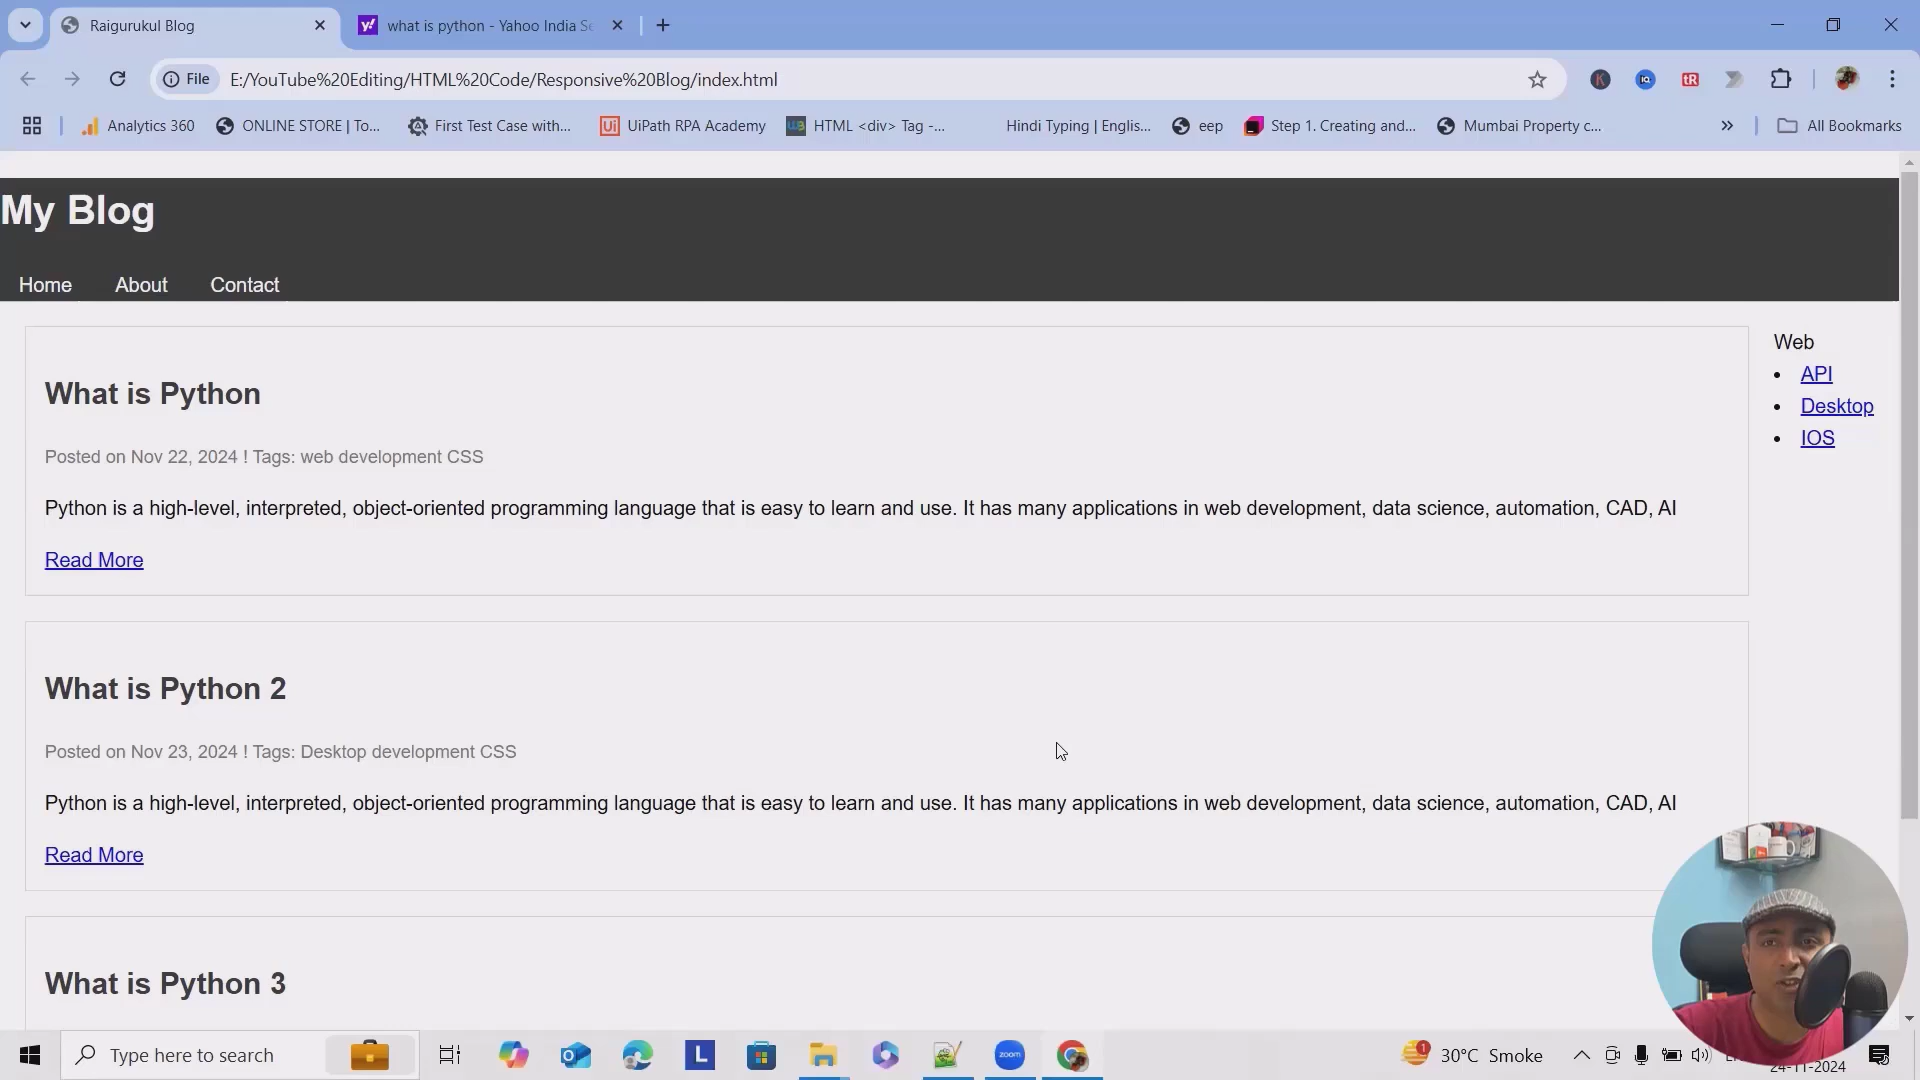 Raigurukul Blog
what is python - Yahoo India Se
File
E:/YouTube%20Editing/HTML%20Code/Responsive%20Blog/index.html
Analytics 360
ONLINE STORE | To...
First Test Case with...
UiPath RPA Academy
HTML <div> Tag -...
Hindi Typing | Englis...
eep
Step 1. Creating and...
Mumbai Property c...
All Bookmarks
My Blog
Home About Contact
What is Python
Posted on Nov 22, 2024 ! Tags: web development CSS
Python is a high-level, interpreted, object-oriented programming language that is easy to learn and use. It has many applications in web development, data science, automation, CAD, AI
Read More
Web
API
Desktop
IOS
What is Python 2
Posted on Nov 23, 2024 ! Tags: Desktop development CSS
Python is a high-level, interpreted, object-oriented programming language that is easy to learn and use. It has many applications in web development, data science, automation, CAD, AI
Read More
What is Python 3
Type here to search
L
zoom
1
30°C Smoke
24-11-2024